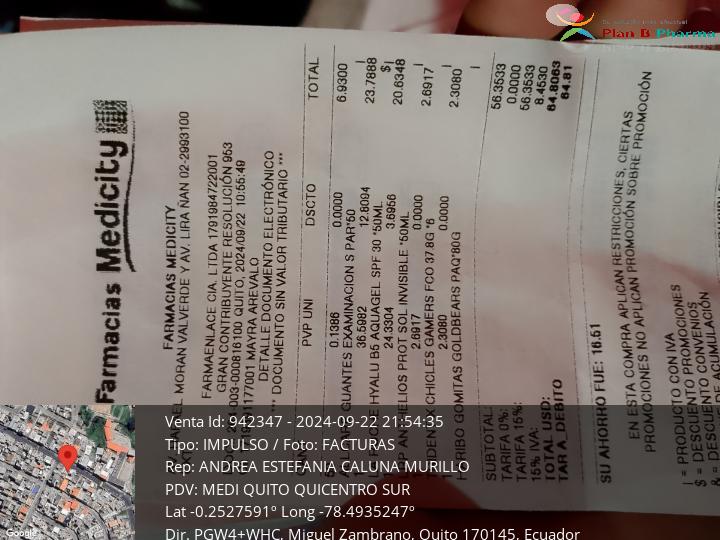 Plan B Pharma
Farmacias Medicity
FARMACIAS MEDICITY
MORAN VALVERDE Y AV. LIRA ÑAN 02-2993100
FARMAENLACE CIA. LTDA 1791984722001
GRAN CONTRIBUYENTE RESOLUCIÓN 953
-003-000816100 QUITO, 2024/09/22 10:55:49
1177001 MAYRA AREVALO
DETALLE DOCUMENTO ELECTRÓNICO
*** DOCUMENTO SIN VALOR TRIBUTARIO ***
PVP UNI DSCTO TOTAL
0.1386 0.0000 6.9300
GUANTES EXAMINACION S PAR*50 I
36.5982 12.8094 23.7888
HYALU B5 AQUAGEL SPF 30 *50ML $I
24.3304 3.6956 20.6348
HELIOS PROT SOL INVISIBLE *50ML I
2.6917 0.0000 2.6917
CHICLES GAMERS FCO 37.8G *6 I
2.3080 0.0000 2.3080
HARIBO GOMITAS GOLDBEARS PAQ*80G I
SUBTOTAL: 56.3533
TARIFA 0%: 0.0000
TARIFA 15%: 56.3533
15% IVA: 8.4530
TOTAL USD: 64.8063
TAR A. DEBITO 64.81
SU AHORRO FUE: 16.51
EN ESTA COMPRA APLICAN RESTRICCIONES, CIERTAS
PROMOCIONES NO APLICAN PROMOCIÓN SOBRE PROMOCIÓN
I = PRODUCTO CON IVA
$ = DESCUENTO PROMOCIONES
DESCUENTO CONVENIOS
ACUMULACIÓN
Venta Id: 942347 - 2024-09-22 21:54:35
Tipo: IMPULSO / Foto: FACTURAS
Rep: ANDREA ESTEFANIA CALUNA MURILLO
PDV: MEDI QUITO QUICENTRO SUR
Lat -0.2527591° Long -78.4935247°
Dir. PGW4+WHC, Miguel Zambrano, Quito 170145, Ecuador
Google